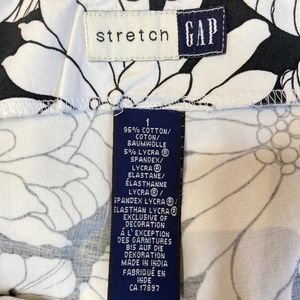 stretch GAP
1
95% COTTON/
COTON/
BAUMWOLLE
5% LYCRA®
SPANDEX/
LYCRA®
ELASTANE/
ÉLASTHANNE
LYCRA®/
SPANDEX LYCRA®
ELASTHAN LYCRA®
EXCLUSIVE OF
DECORATION
À L'EXCEPTION
DES GARNITURES
BIS AUF DIE
DEKORATION
MADE IN INDIA
FABRIQUÉ EN
INDE
CA 17897